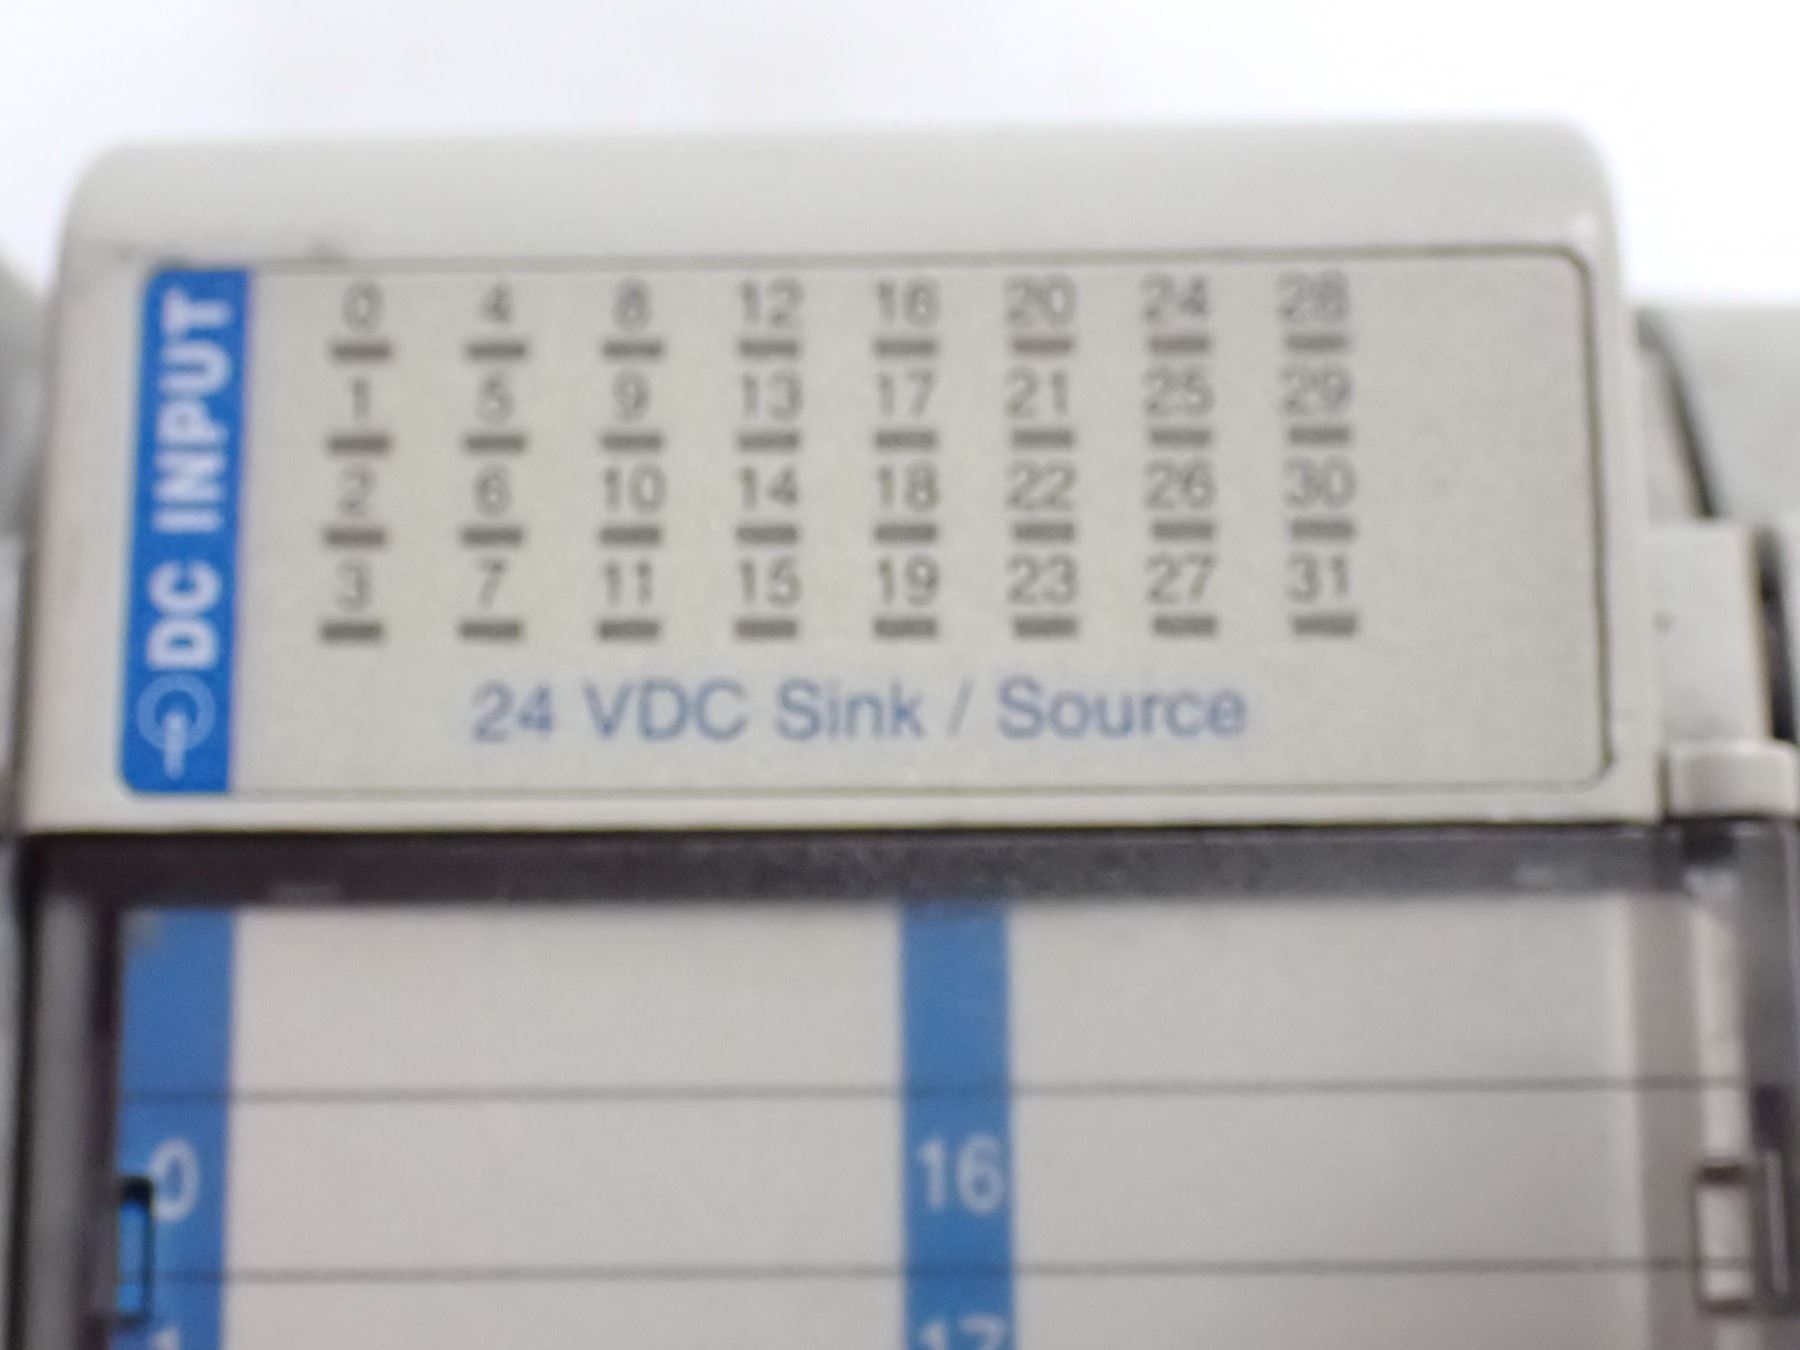 DC INPUT
0 4 8 12 16 20 24 28
1 5 9 13 17 21 25 29
2 6 10 14 18 22 26 30
3 7 11 15 19 23 27 31
24 VDC Sink / Source
0 16
17